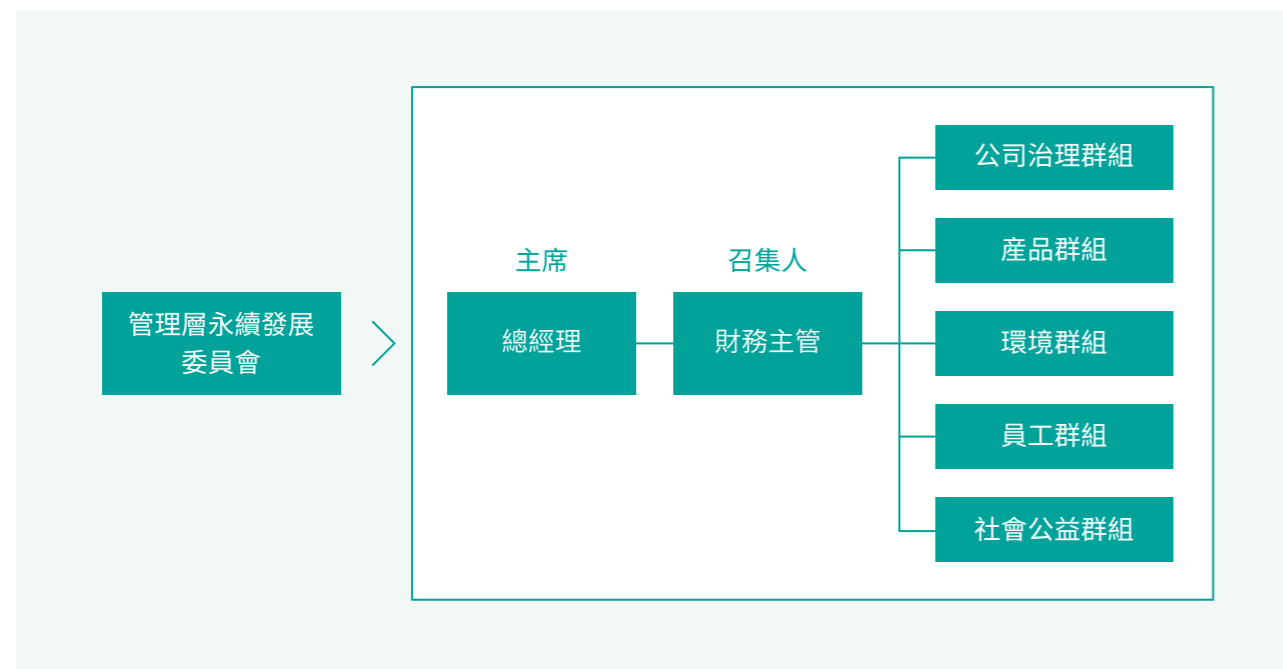 管理層永續發展
委員會
主席
總經理
召集人
財務主管
公司治理群組
産品群組
環境群組
員工群組
社會公益群組